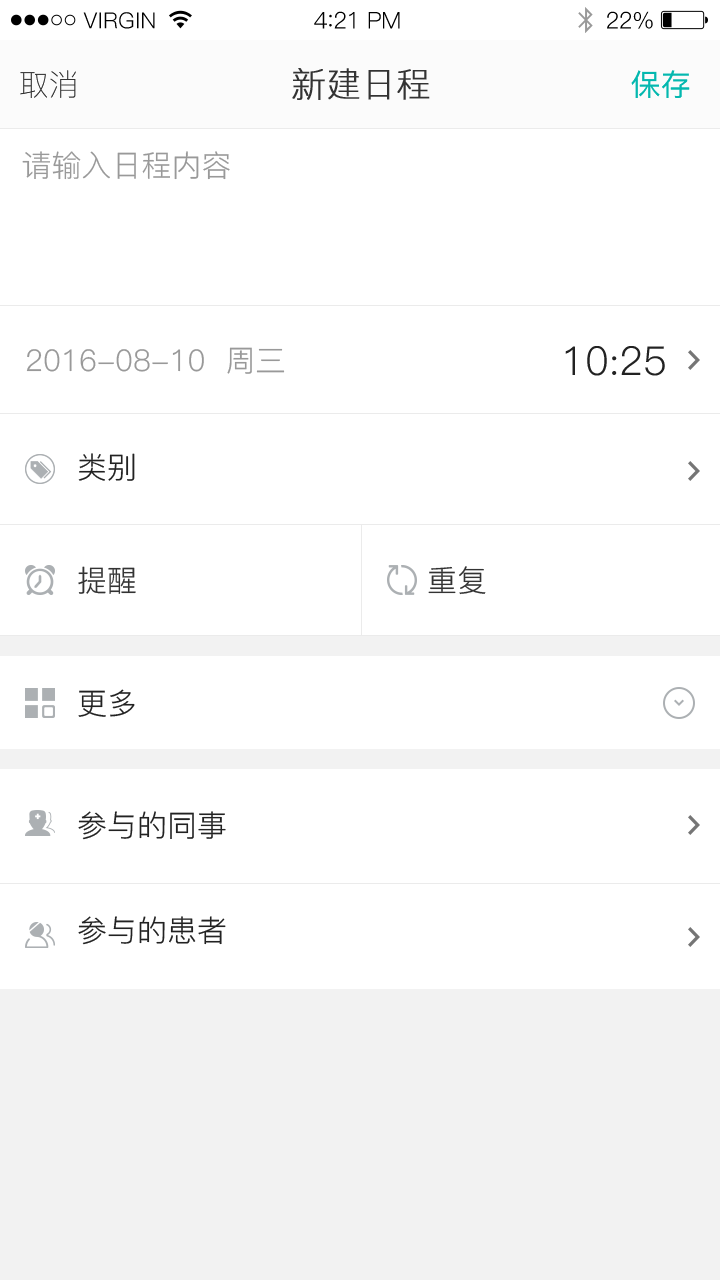 VIRGIN 4:21 PM 22%
取消 新建日程 保存
请输入日程内容
2016-08-10 周三 10:25
类别
提醒 重复
更多
参与的同事
参与的患者